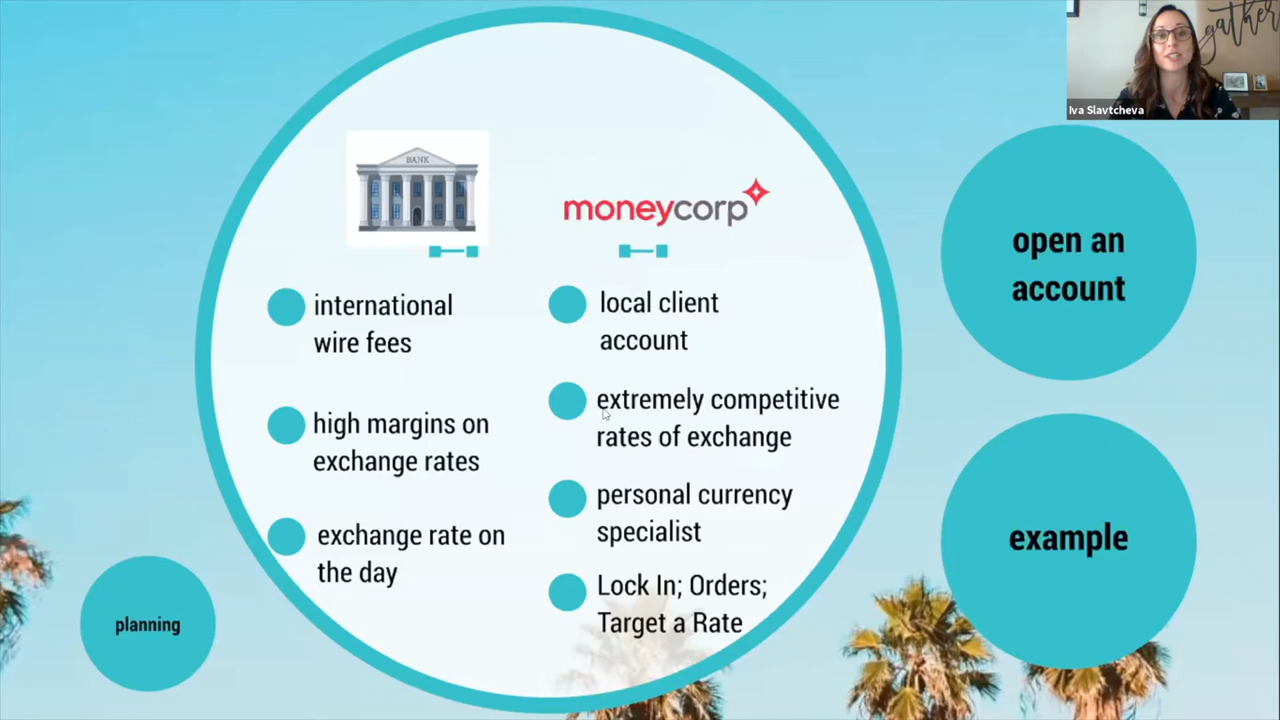 gather
Iva Slavtcheva
BANK
moneycorp
international
wire fees
high margins on
exchange rates
exchange rate on
the day
local client
account
extremely competitive
rates of exchange
personal currency
specialist
Lock In; Orders;
Target a Rate
open an
account
example
planning